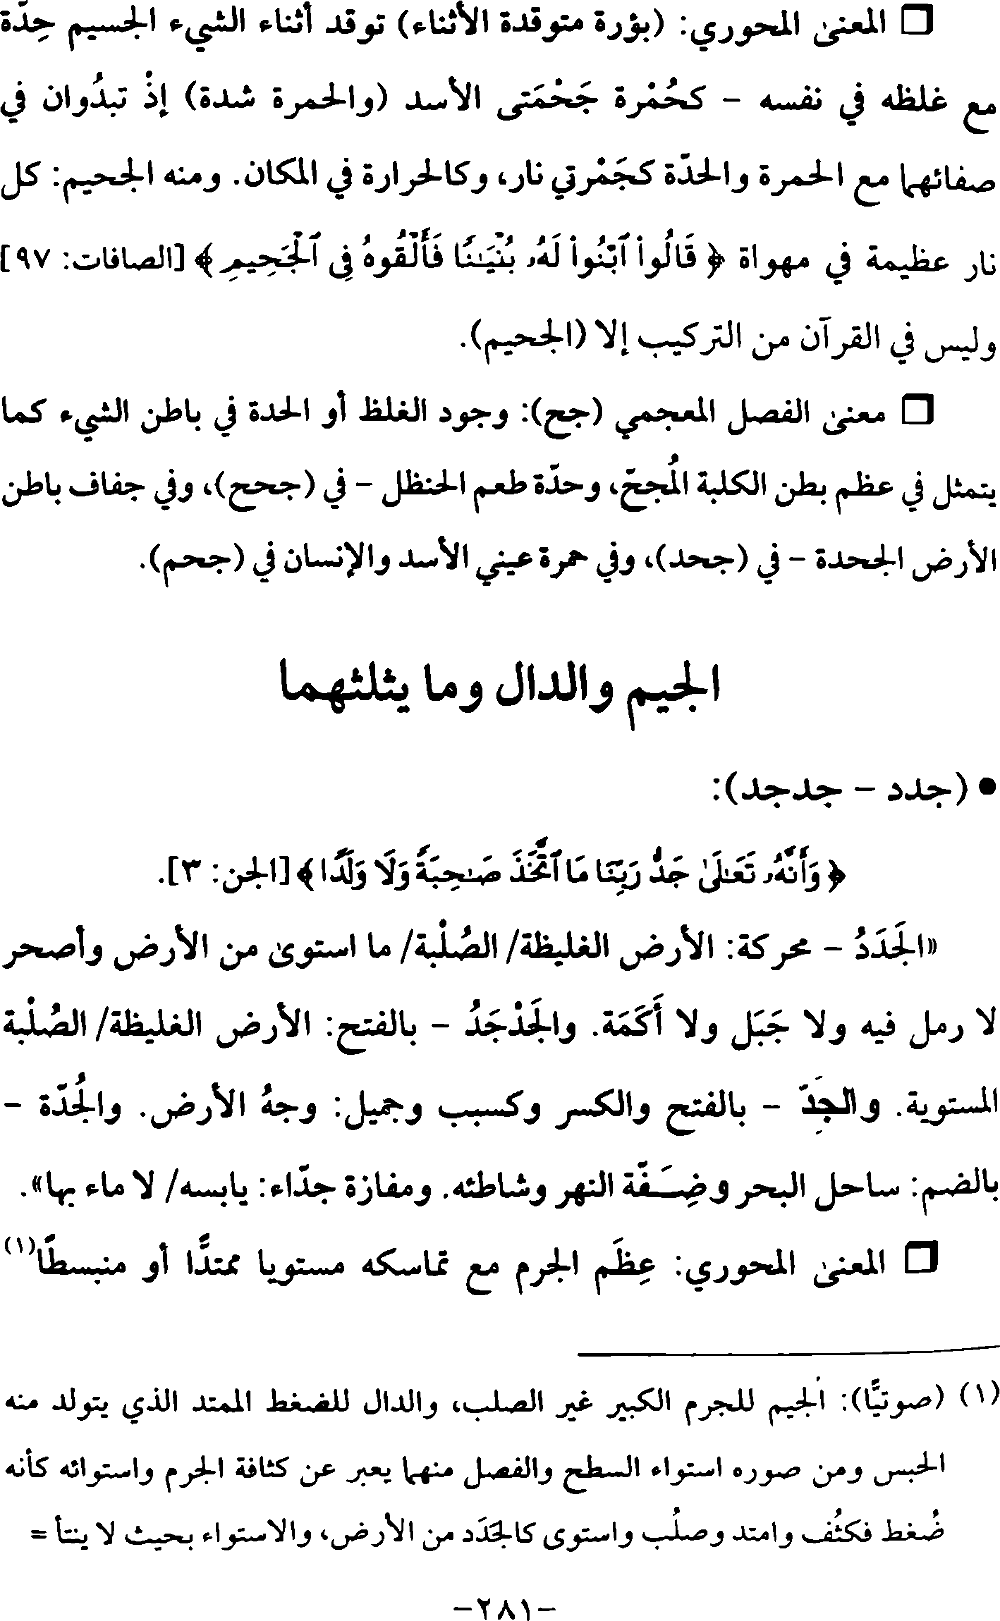 ❐ المعنىٰ المحوري: (بؤرة متوقدة الأثناء) توقد أثناء الشيء الجسيم حِدّة
مع غلظه في نفسه – كحُمْرة جَحْمَتى الأسد (والحمرة شدة) إذْ تبدُوان في
صفائهما مع الحمرة والحدّة كجَمْرتي نار، وكالحرارة في المكان. ومنه الجحيم: كل
نار عظيمة في مهواة ﴿ قَالُوا۟ ٱبْنُوا۟ لَهُۥ بُنْيَـٰنًا فَأَلْقُوهُ فِى ٱلْجَحِيمِ ﴾ [الصافات: ٩٧]
وليس في القرآن من التركيب إلا (الجحيم).
❐ معنىٰ الفصل المعجمي (جح): وجود الغلظ أو الحدة في باطن الشيء كما
يتمثل في عظم بطن الكلبة المُجحّ، وحدّة طعم الحنظل – في (جحح)، وفي جفاف باطن
الأرض الجحدة – في (جحد)، وفي حمرة عيني الأسد والإنسان في (جحم).
الجيم والدال وما يثلثهما
• (جدد – جدجد):
﴿ وَأَنَّهُۥ تَعَـٰلَىٰ جَدُّ رَبِّنَا مَا ٱتَّخَذَ صَـٰحِبَةً وَلَا وَلَدًا ﴾ [الجن: ٣].
«الجَدَدُ – محركة: الأرض الغليظة/ الصُلْبة/ ما استوىٰ من الأرض وأصحر
لا رمل فيه ولا جَبَل ولا أَكَمَة. والجَدْجَدُ – بالفتح: الأرض الغليظة/ الصُلْبة
المستوية. والجَِدّ – بالفتح والكسر وكسبب وجميل: وجهُ الأرض. والجُدّة –
بالضم: ساحل البحر وضِـَفّة النهر وشاطئه. ومفازة جدّاء: يابسه/ لا ماء بها».
❐ المعنىٰ المحوري: عِظَم الجرم مع تماسكه مستويا ممتدًّا أو منبسطًا(١)
(١) (صوتيًّا): الجيم للجرم الكبير غير الصلب، والدال للضغط الممتد الذي يتولد منه
الحبس ومن صوره استواء السطح والفصل منهما يعبر عن كثافة الجرم واستوائه كأنه
ضُغط فكثُف وامتد وصلُب واستوى كالجَدَد من الأرض، والاستواء بحيث لا ينتأ =
-٢٨١-